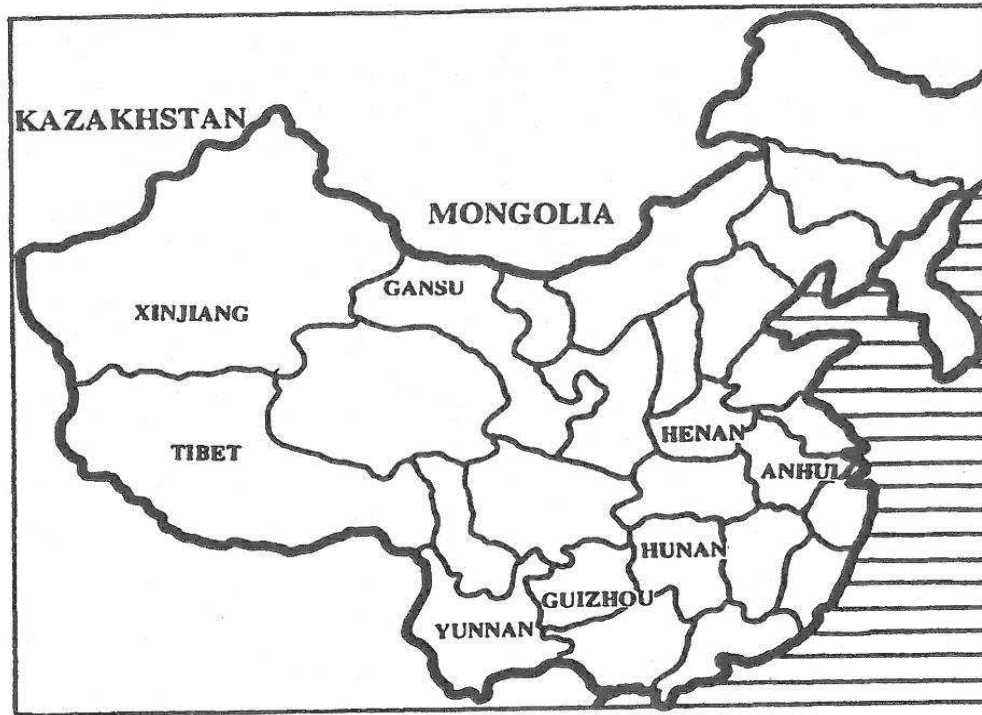 KAZAKHSTAN
MONGOLIA
GANSU
XINJIANG
HENAN
TIBET
ANHUI
HUNAN
GUIZHOU
YUNNAN